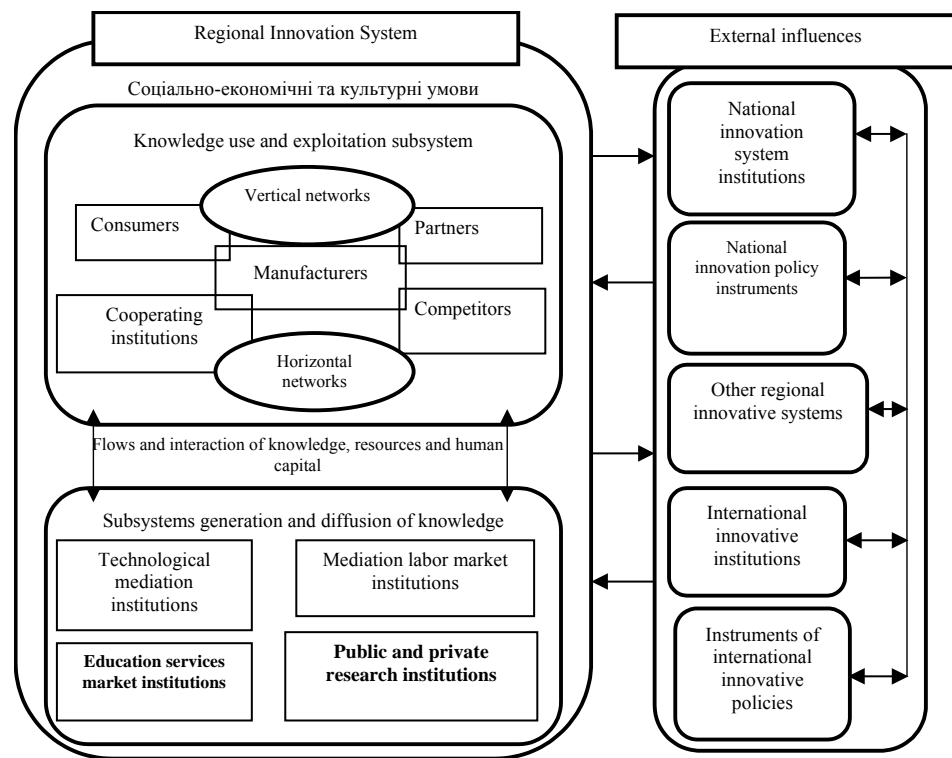 Regional Innovation System
Соціально-економічні та культурні умови
Knowledge use and exploitation subsystem
Vertical networks
Consumers
Partners
Manufacturers
Cooperating
institutions
Competitors
Horizontal
networks
Flows and interaction of knowledge, resources and human
capital
Subsystems generation and diffusion of knowledge
Technological
mediation
institutions
Mediation labor market
institutions
Education services
market institutions
Public and private
research institutions
External influences
National
innovation
system
institutions
National
innovation policy
instruments
Other regional
innovative systems
International
innovative
institutions
Instruments of
international
innovative
policies